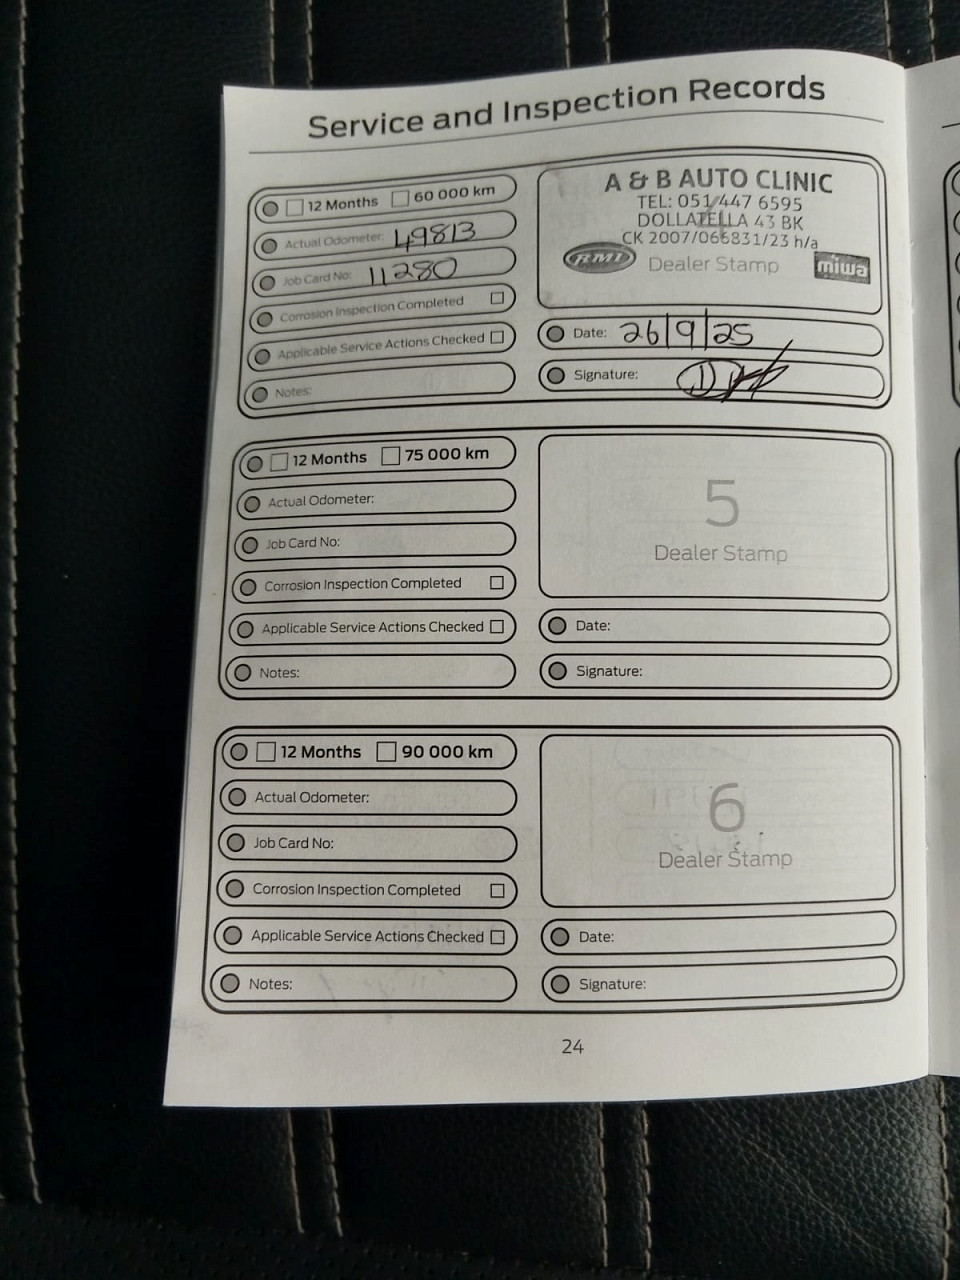 Service and Inspection Records
12 Months 60 000 km
Actual Odometer: 49813
Job Card No: 11280
Corrosion Inspection Completed
Applicable Service Actions Checked
Notes:
A & B AUTO CLINIC
TEL: 051 447 6595
DOLLATELLA 43 BK
CK 2007/066831/23 h/a
RMI Dealer Stamp miwa
Date: 26/9/25
Signature:
12 Months 75 000 km
Actual Odometer:
Job Card No:
Corrosion Inspection Completed
Applicable Service Actions Checked
Notes:
5
Dealer Stamp
Date:
Signature:
12 Months 90 000 km
Actual Odometer:
Job Card No:
Corrosion Inspection Completed
Applicable Service Actions Checked
Notes:
6
Dealer Stamp
Date:
Signature:
24